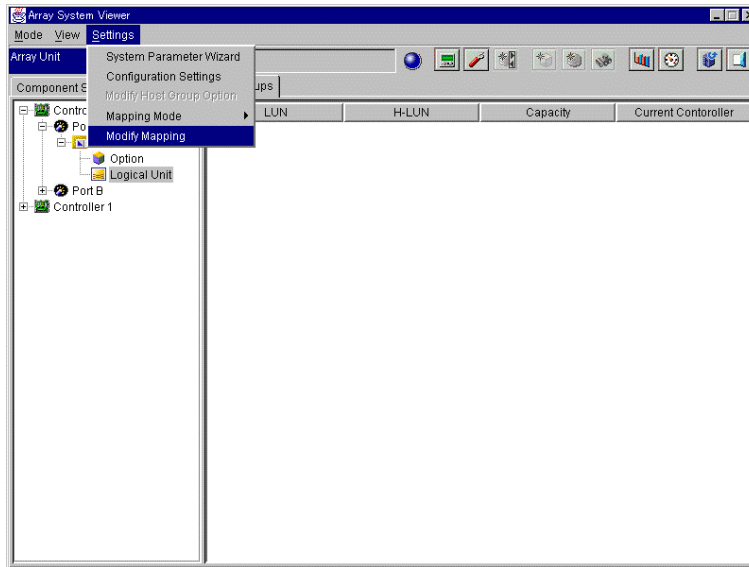 Array System Viewer
Mode View Settings
Array Unit
System Parameter Wizard
Configuration Settings
Modify Host Group Option
Mapping Mode
Modify Mapping
Component S
ups
LUN H-LUN Capacity Current Contoroller
Contro
Po
Option
Logical Unit
Port B
Controller 1